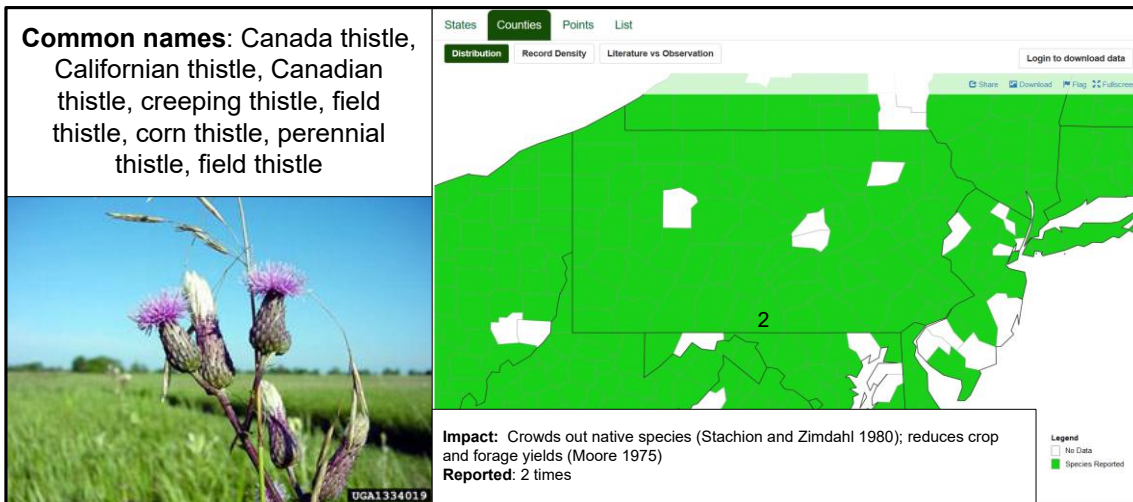 Common names: Canada thistle,
Californian thistle, Canadian
thistle, creeping thistle, field
thistle, corn thistle, perennial
thistle, field thistle
States Counties Points List
Distribution Record Density Literature vs Observation
Login to download data
Share Download Flag Fullscreen
2
UGA1334019
Impact: Crowds out native species (Stachion and Zimdahl 1980); reduces crop
and forage yields (Moore 1975)
Reported: 2 times
Legend
No Data
Species Reported